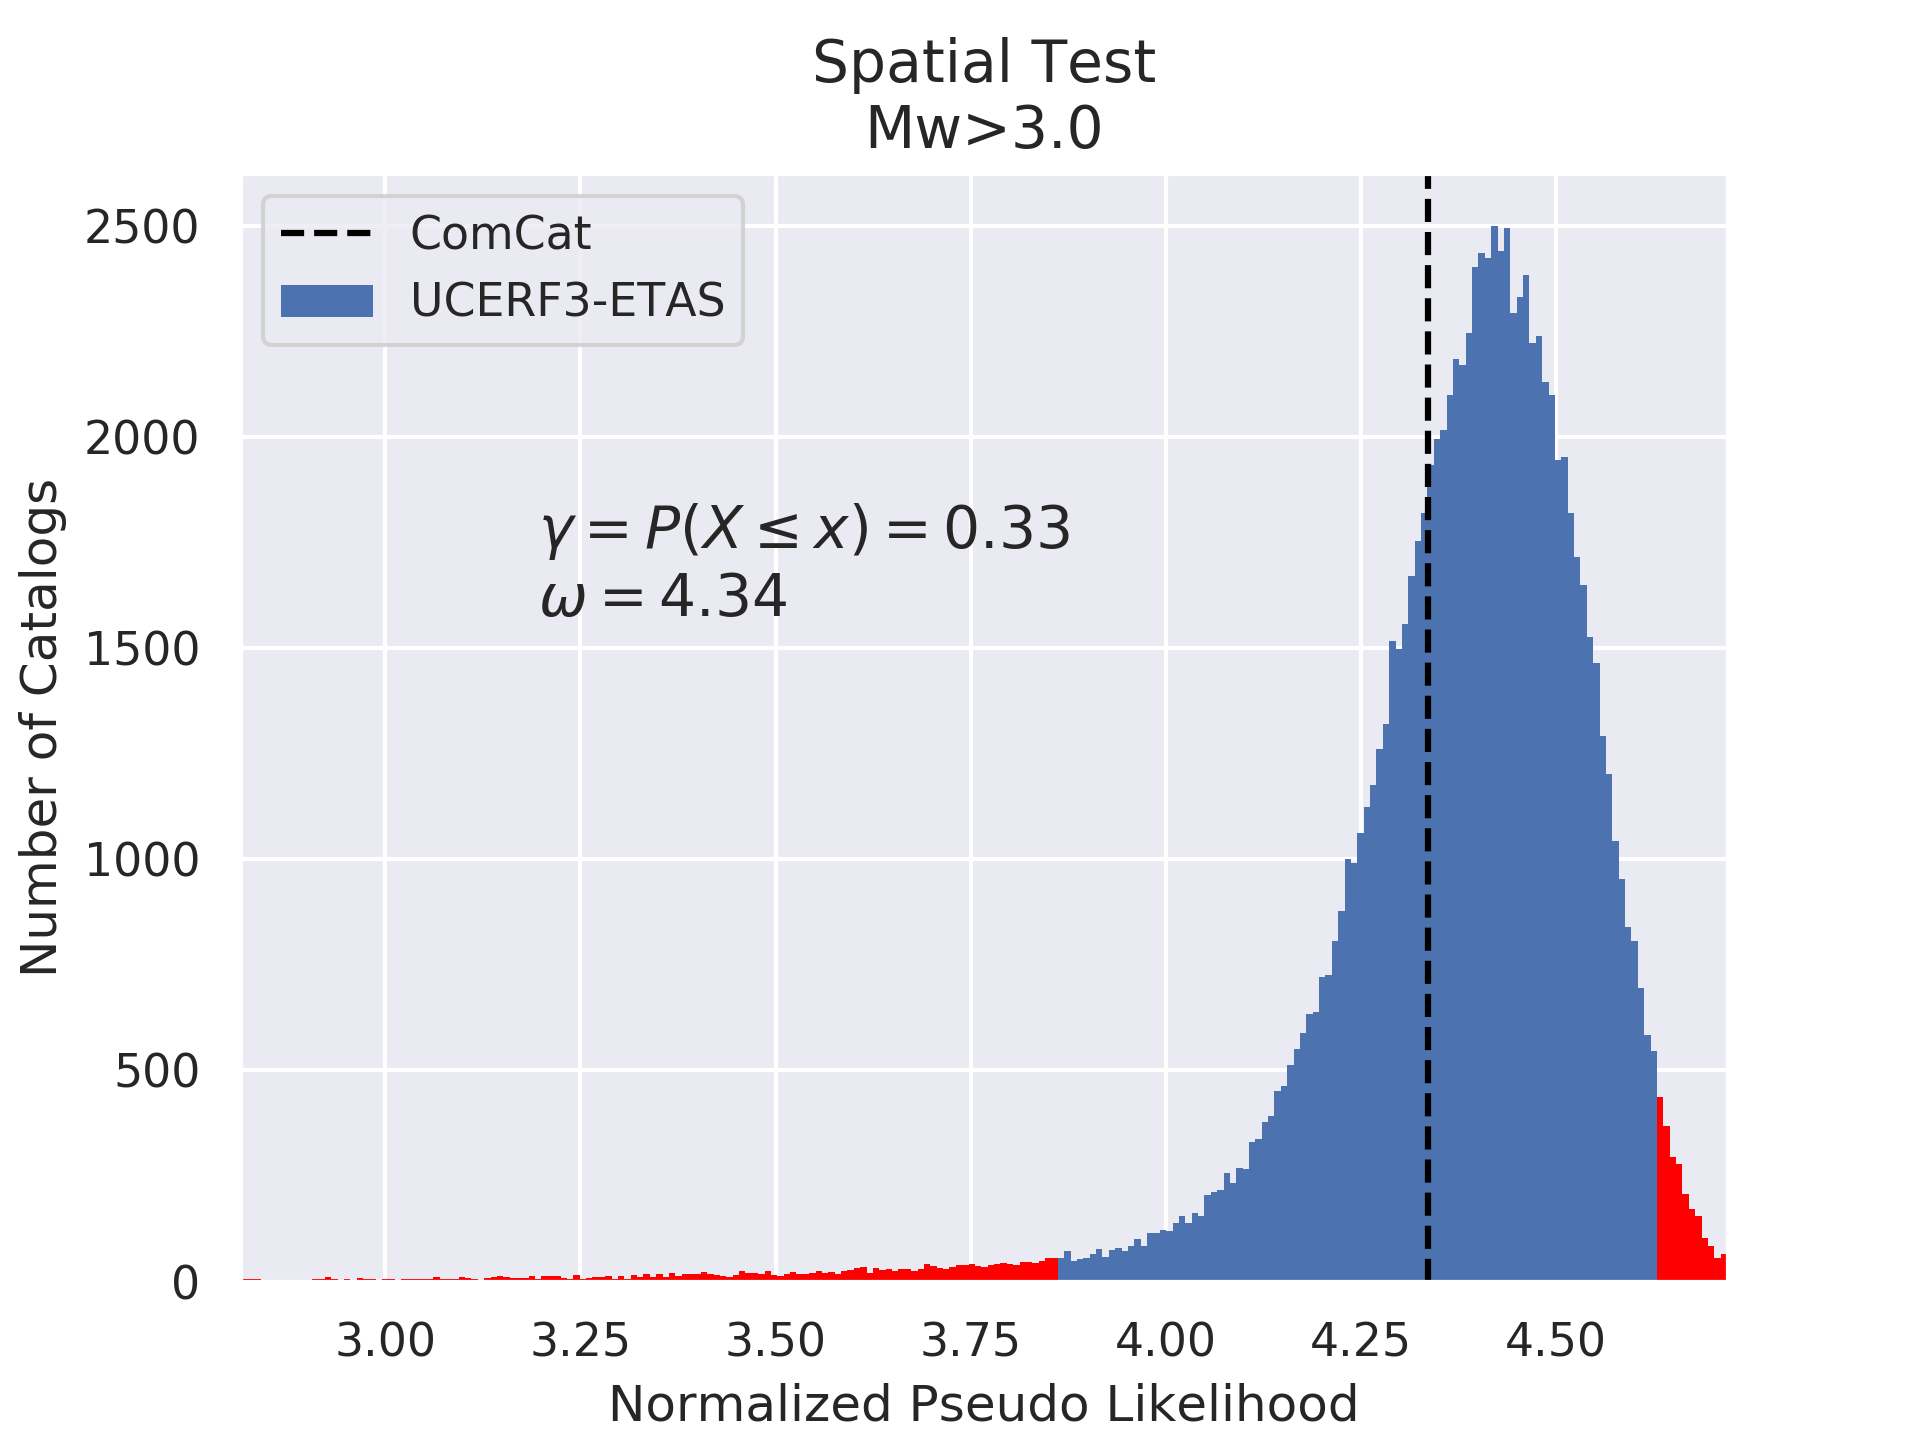 Spatial Test
Mw>3.0
ComCat
UCERF3-ETAS
γ = P(X ≤ x) = 0.33
ω = 4.34
Number of Catalogs
2500
2000
1500
1000
500
0
3.00 3.25 3.50 3.75 4.00 4.25 4.50
Normalized Pseudo Likelihood